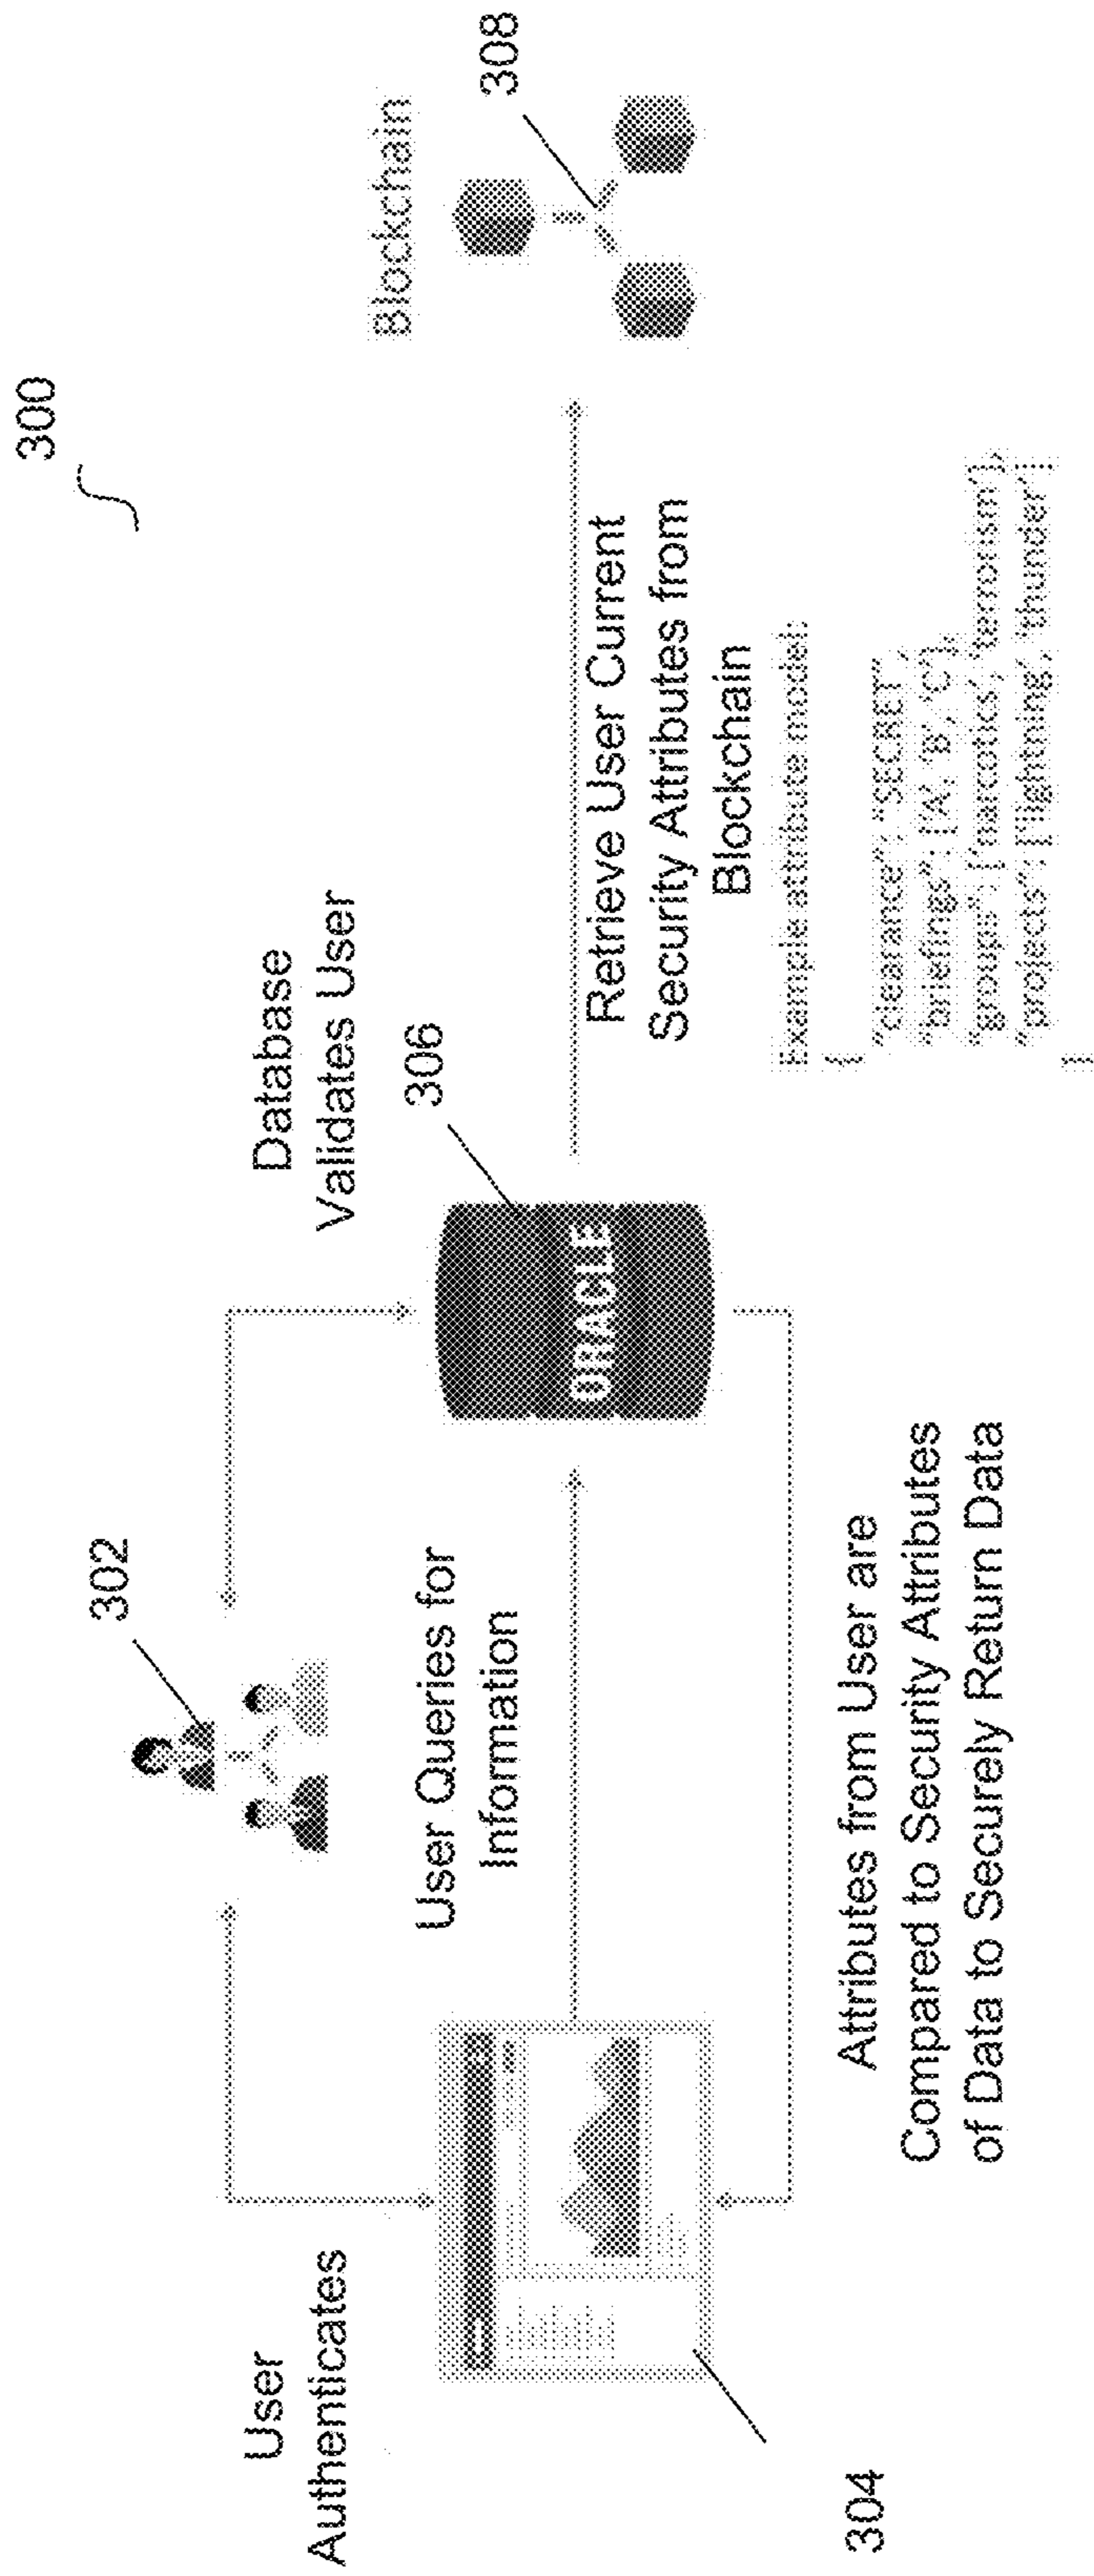 300
302
User
Authenticates
Database
Validates User
306
Blockchain
308
User Queries for
Information
ORACLE
Retrieve User Current
Security Attributes from
Blockchain
304
Attributes from User are
Compared to Security Attributes
of Data to Securely Return Data
Example attribute model:
{
"clearance": "SECRET",
"briefings": ['A', 'B', 'C'],
"groups": ['narcotics', 'terrorism'],
"projects": ['lightning', 'thunder']
}